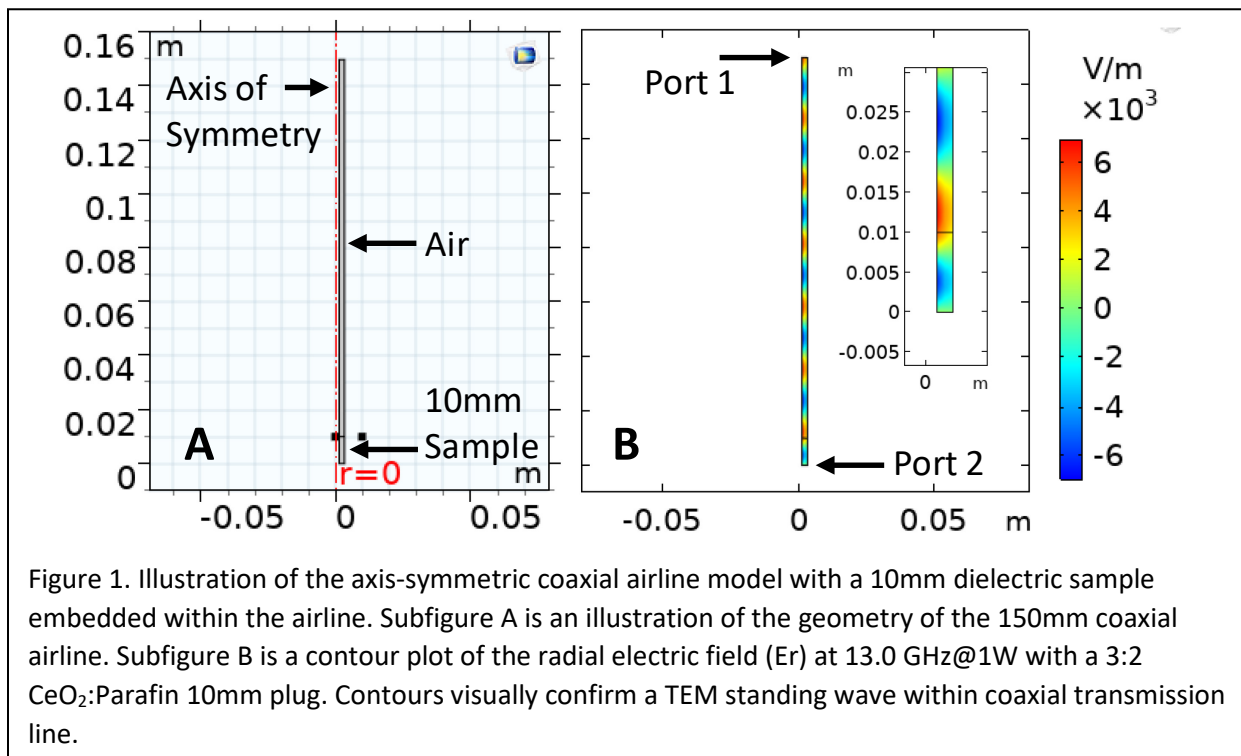 0.16
m
Axis of
Symmetry
0.14
0.12
0.1
Air
0.08
0.06
0.04
10mm
Sample
0.02
A
0
r=0
m
-0.05
0
0.05
Port 1
m
0.025
0.02
0.015
0.01
0.005
0
-0.005
0
m
B
Port 2
-0.05
0
0.05
m
V/m
×10³
6
4
2
0
-2
-4
-6
Figure 1. Illustration of the axis-symmetric coaxial airline model with a 10mm dielectric sample
embedded within the airline. Subfigure A is an illustration of the geometry of the 150mm coaxial
airline. Subfigure B is a contour plot of the radial electric field (Er) at 13.0 GHz@1W with a 3:2
CeO₂:Parafin 10mm plug. Contours visually confirm a TEM standing wave within coaxial transmission
line.